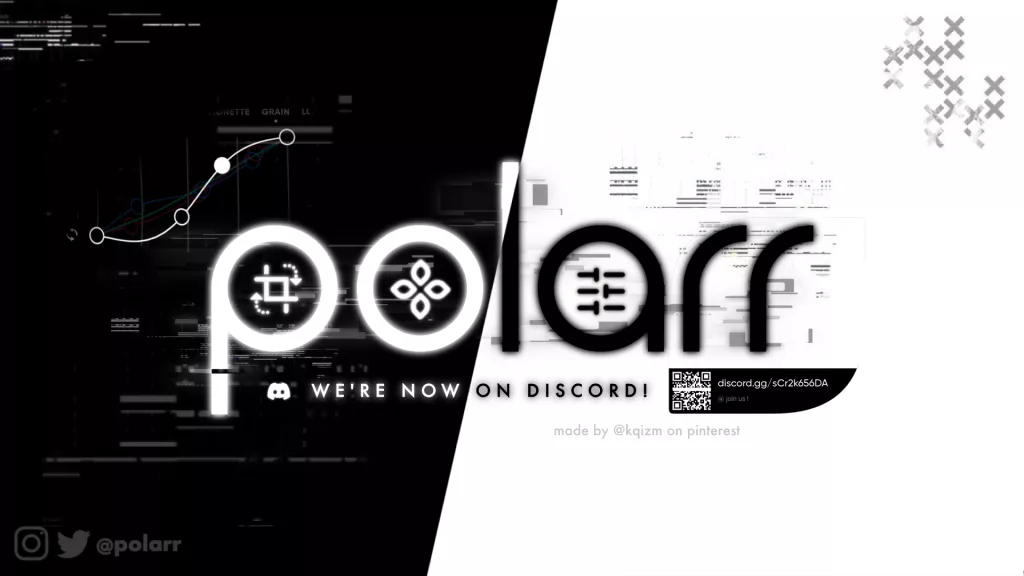 GRAIN
polarr
WE'RE NOW ON DISCORD!
discord.gg/sCr2k656DA
join us!
made by @kqizm on pinterest
@polarr